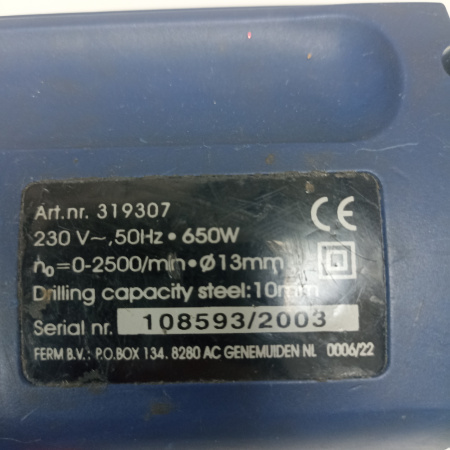 Art.nr. 319307
230 V~,50Hz • 650W
n₀=0-2500/min•Ø13mm
Drilling capacity steel:10mm
Serial nr. 108593/2003
FERM B.V.: P.O.BOX 134. 8280 AC GENEMUIDEN NL 0006/22
CE